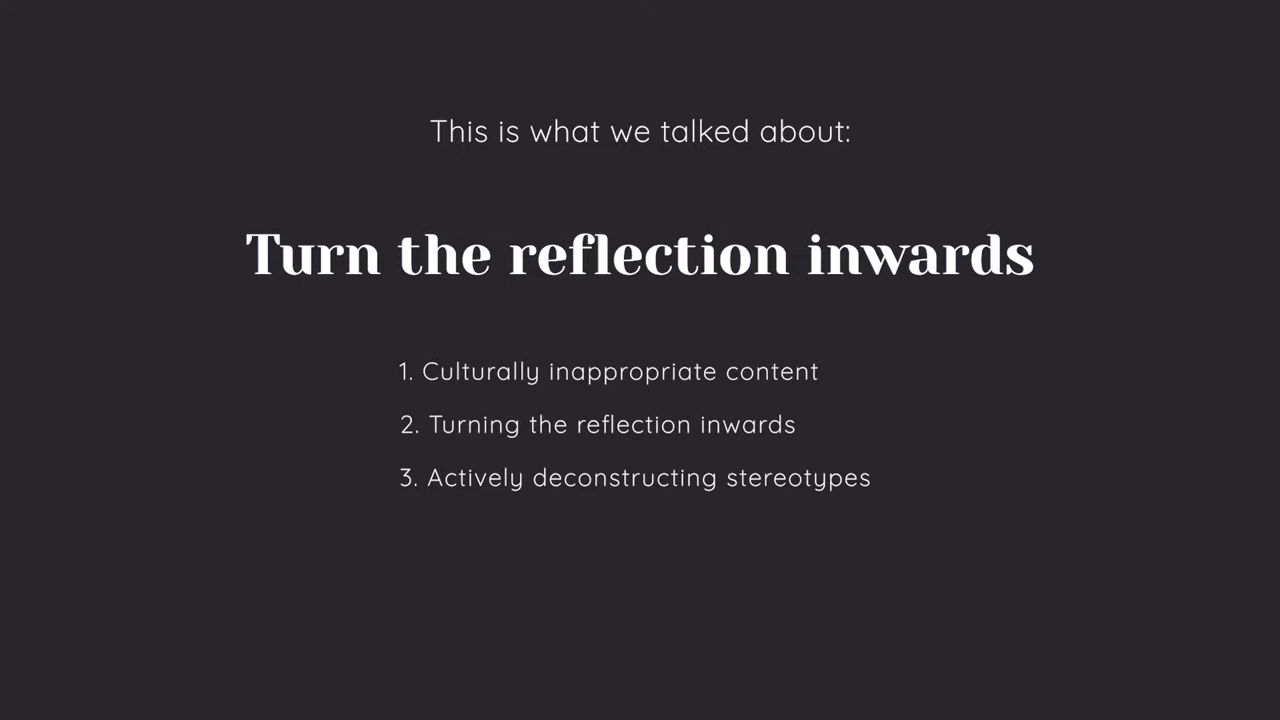 This is what we talked about:
Turn the reflection inwards
1. Culturally inappropriate content
2. Turning the reflection inwards
3. Actively deconstructing stereotypes